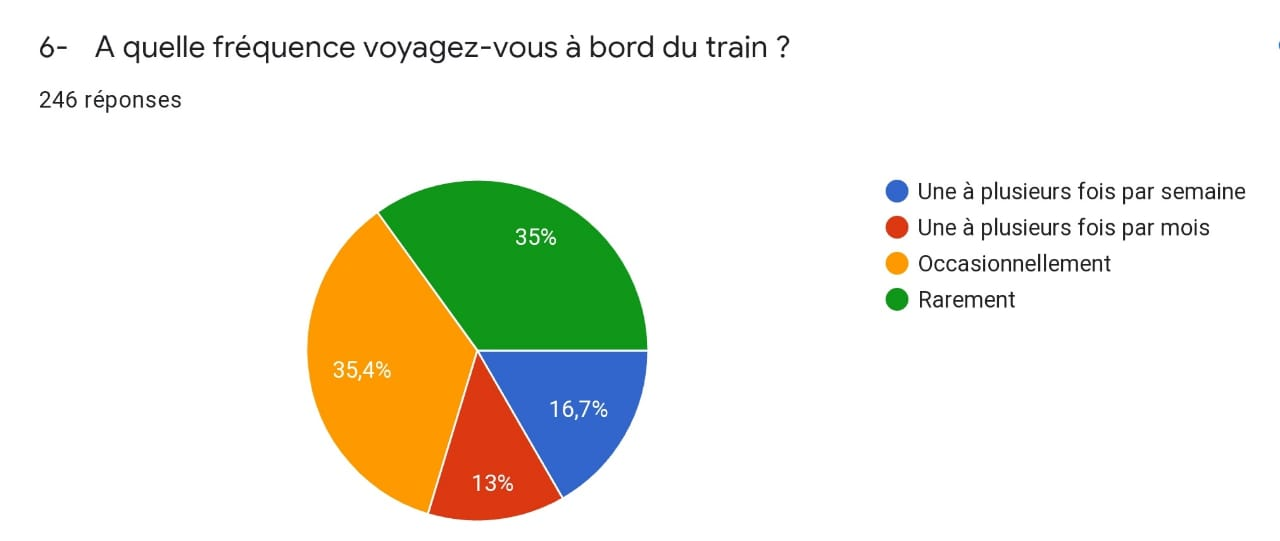 6- A quelle fréquence voyagez-vous à bord du train ?
246 réponses
Une à plusieurs fois par semaine
Une à plusieurs fois par mois
Occasionnellement
Rarement
35%
35,4%
16,7%
13%